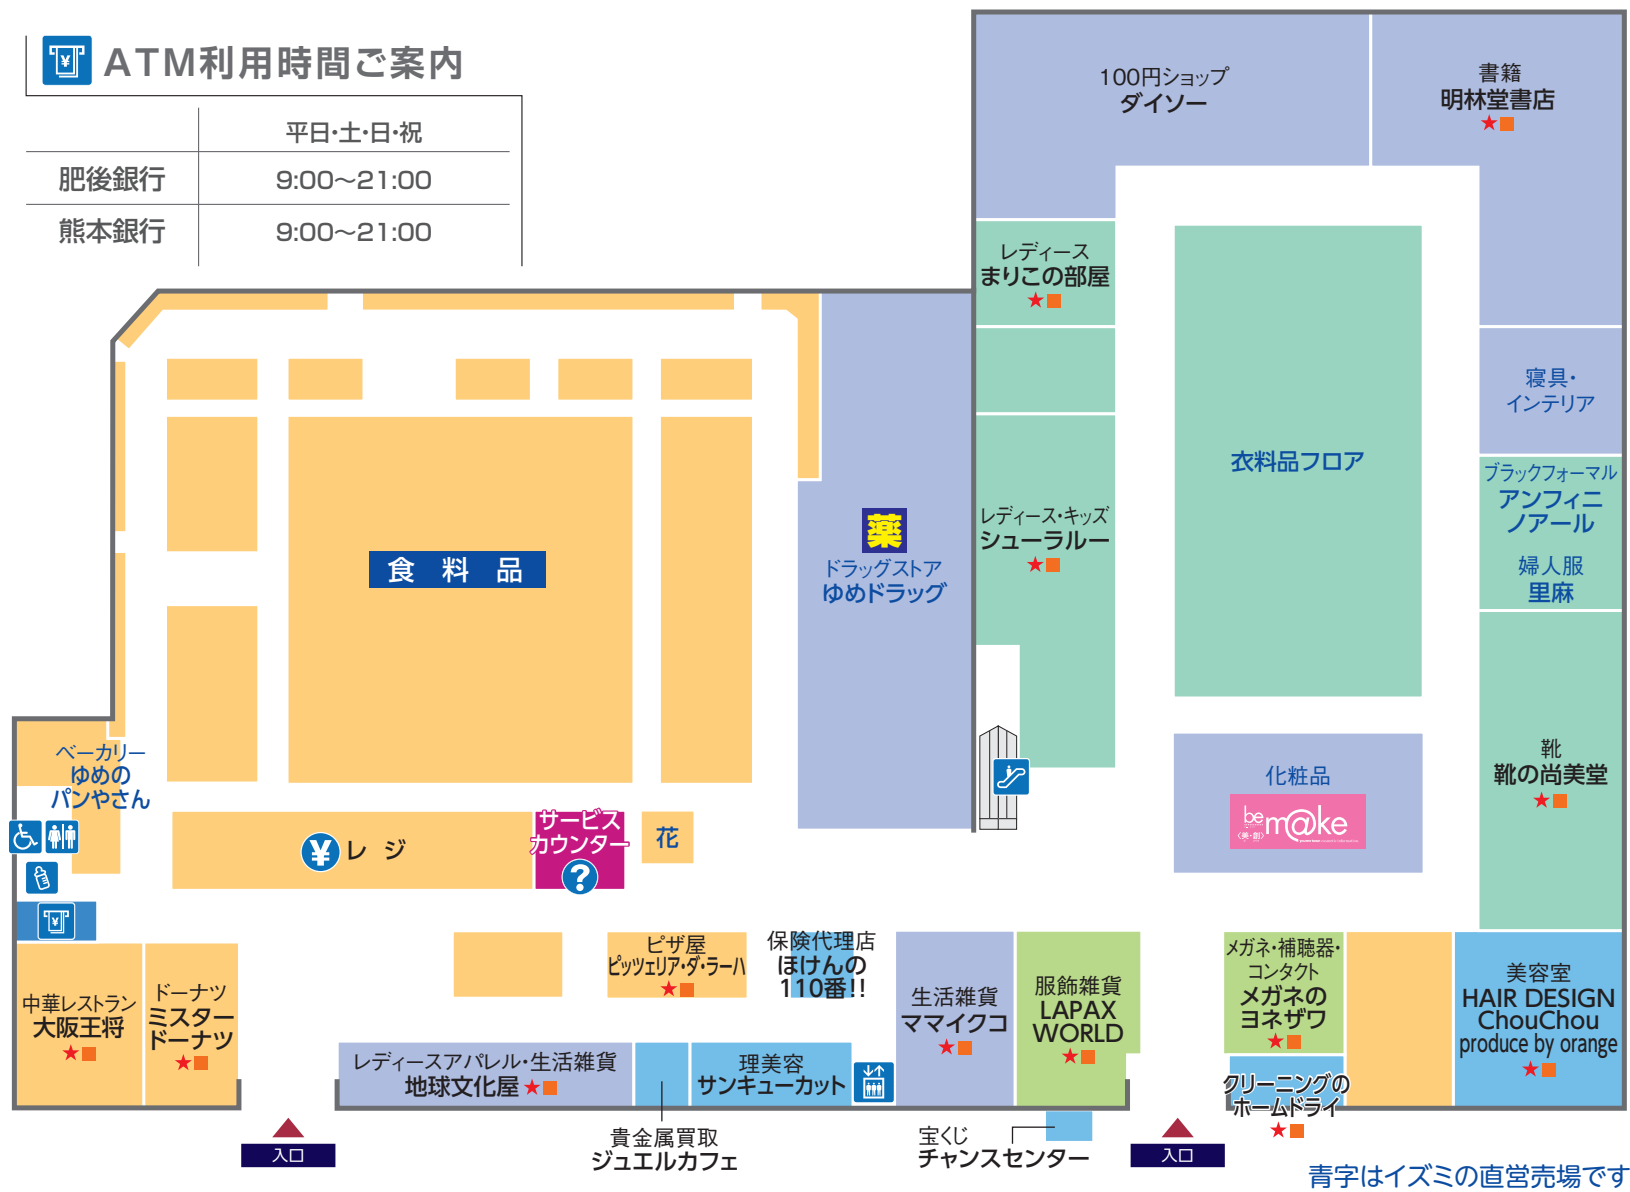 ATM利用時間ご案内
平日・土・日・祝
肥後銀行 9:00～21:00
熊本銀行 9:00～21:00
100円ショップ
ダイソー
書籍
明林堂書店
★■
レディース
まりこの部屋
★■
寝具・
インテリア
衣料品フロア
ブラックフォーマル
アンフィニ
ノアール
婦人服
里麻
レディース・キッズ
シューラルー
★■
薬
ドラッグストア
ゆめドラッグ
食料品
靴
靴の尚美堂
★■
化粧品
be
m@ke
〈美・創〉
ベーカリー
ゆめの
パンやさん
¥ レジ
サービス
カウンター
?
花
中華レストラン
大阪王将
★■
ドーナツ
ミスター
ドーナツ
★■
ピザ屋
ピッツェリア・ダ・ラーハ
★■
保険代理店
ほけんの
110番!!
生活雑貨
ママイクコ
★■
服飾雑貨
LAPAX
WORLD
★■
メガネ・補聴器・
コンタクト
メガネの
ヨネザワ
★■
美容室
HAIR DESIGN
ChouChou
produce by orange
★■
レディースアパレル・生活雑貨
地球文化屋★■
理美容
サンキューカット
クリーニングの
ホームドライ
★■
貴金属買取
ジュエルカフェ
宝くじ
チャンスセンター
入口
入口
青字はイズミの直営売場です